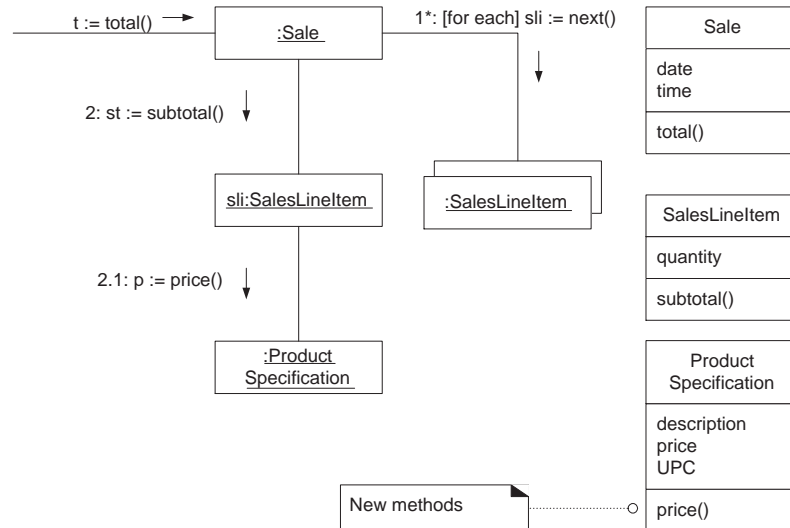 t := total()
:Sale
1*: [for each] sli := next()
2: st := subtotal()
sli:SalesLineItem
:SalesLineItem
2.1: p := price()
:Product
Specification
Sale
date
time
total()
SalesLineItem
quantity
subtotal()
Product
Specification
description
price
UPC
price()
New methods